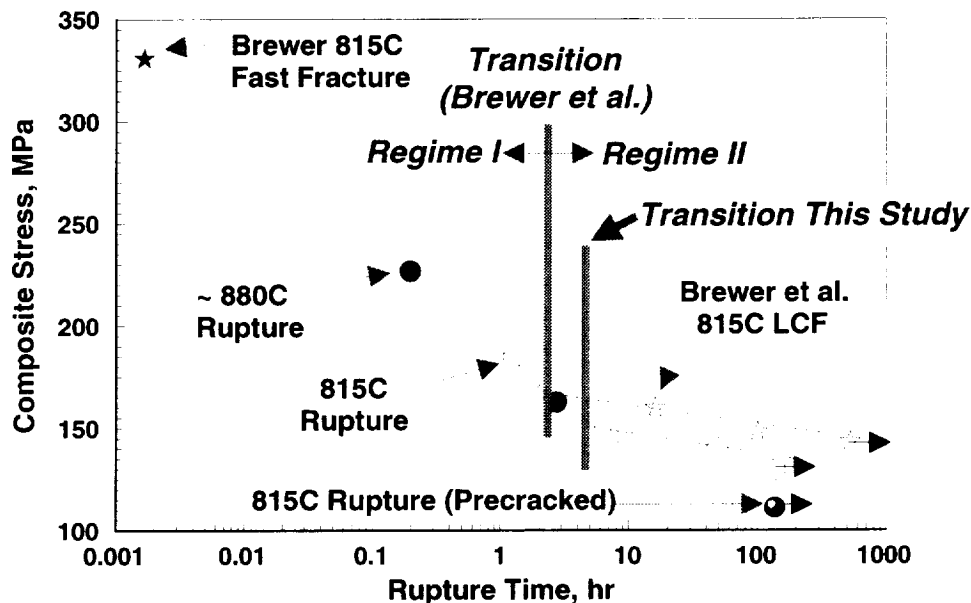 350
300
250
200
150
100
Composite Stress, MPa
Brewer 815C
Fast Fracture
Transition
(Brewer et al.)
Regime I
Regime II
Transition This Study
~ 880C
Rupture
Brewer et al.
815C LCF
815C
Rupture
815C Rupture (Precracked)
0.001
0.01
0.1
1
10
100
1000
Rupture Time, hr